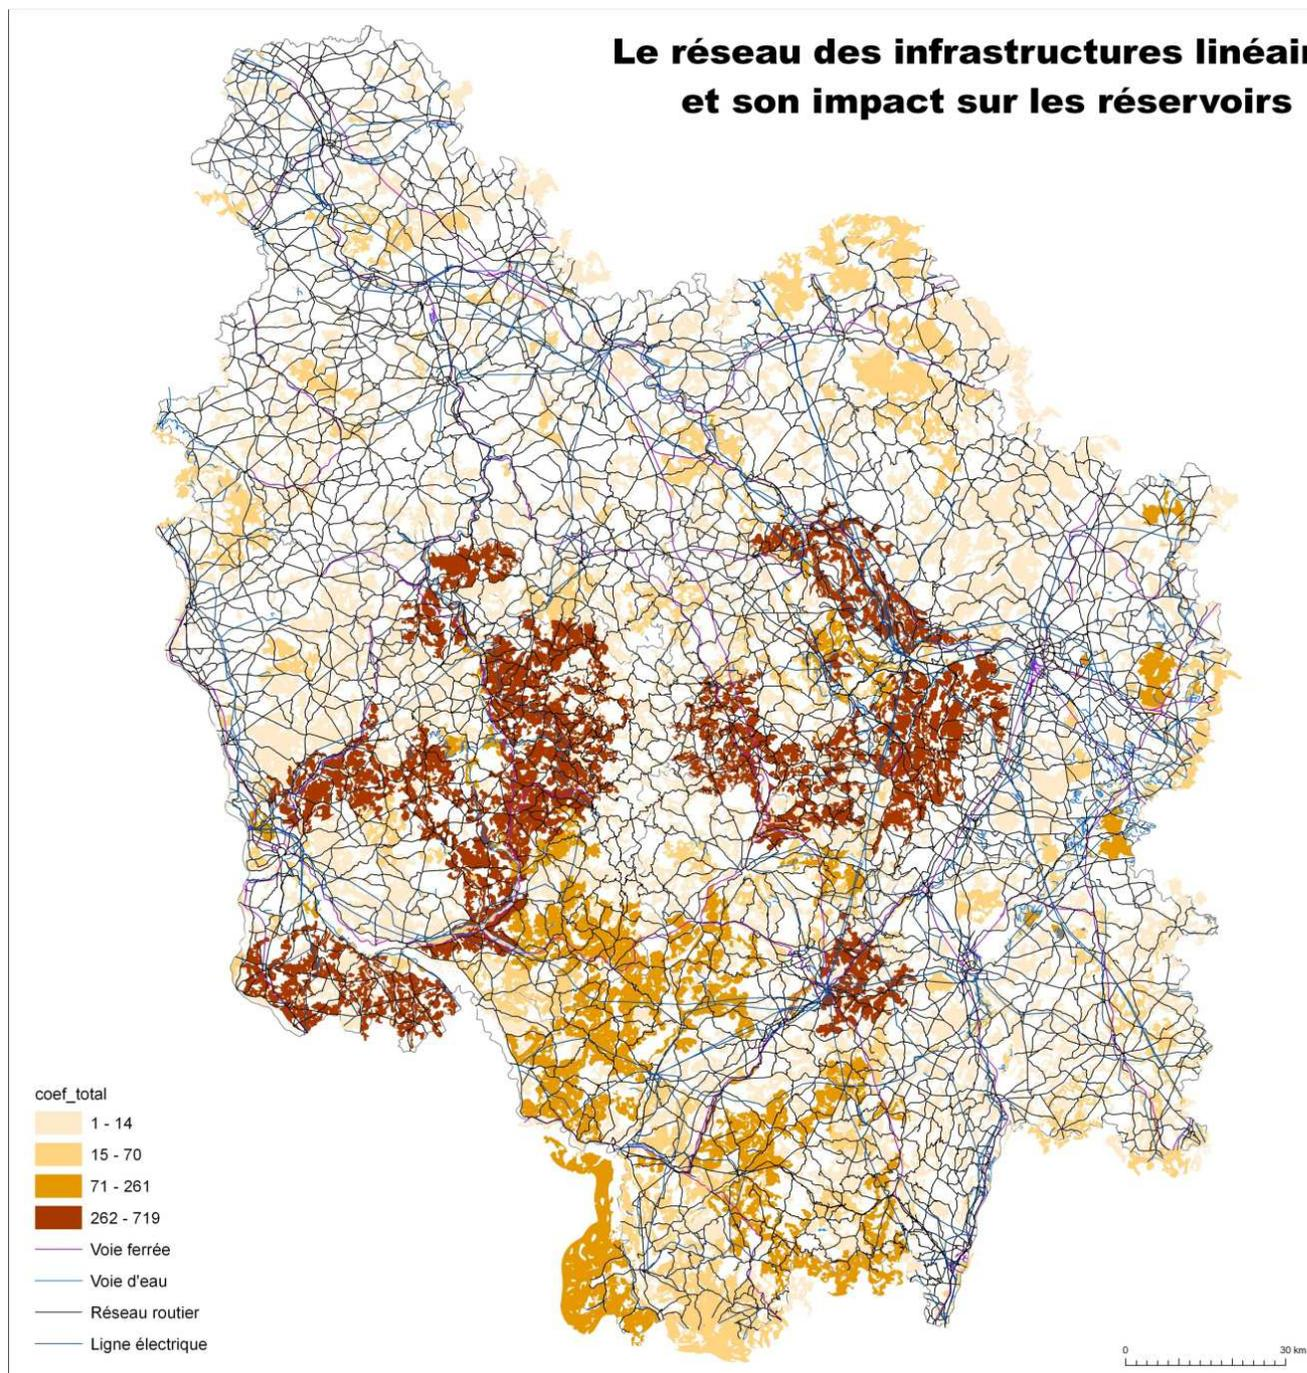 Le réseau des infrastructures linéair
et son impact sur les réservoirs
coef_total
1 - 14
15 - 70
71 - 261
262 - 719
Voie ferrée
Voie d'eau
Réseau routier
Ligne électrique
0 30 km